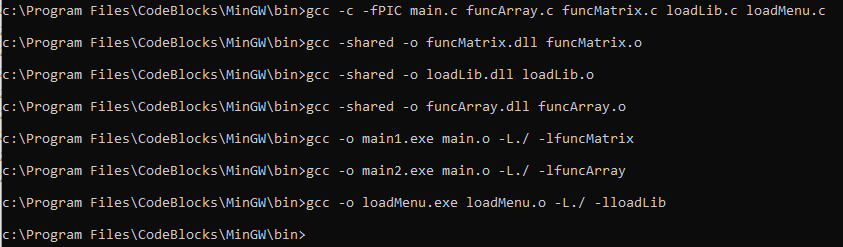 c:\Program Files\CodeBlocks\MinGW\bin>gcc -c -fPIC main.c funcArray.c funcMatrix.c loadLib.c loadMenu.c
c:\Program Files\CodeBlocks\MinGW\bin>gcc -shared -o funcMatrix.dll funcMatrix.o
c:\Program Files\CodeBlocks\MinGW\bin>gcc -shared -o loadLib.dll loadLib.o
c:\Program Files\CodeBlocks\MinGW\bin>gcc -shared -o funcArray.dll funcArray.o
c:\Program Files\CodeBlocks\MinGW\bin>gcc -o main1.exe main.o -L./ -lfuncMatrix
c:\Program Files\CodeBlocks\MinGW\bin>gcc -o main2.exe main.o -L./ -lfuncArray
c:\Program Files\CodeBlocks\MinGW\bin>gcc -o loadMenu.exe loadMenu.o -L./ -lloadLib
c:\Program Files\CodeBlocks\MinGW\bin>